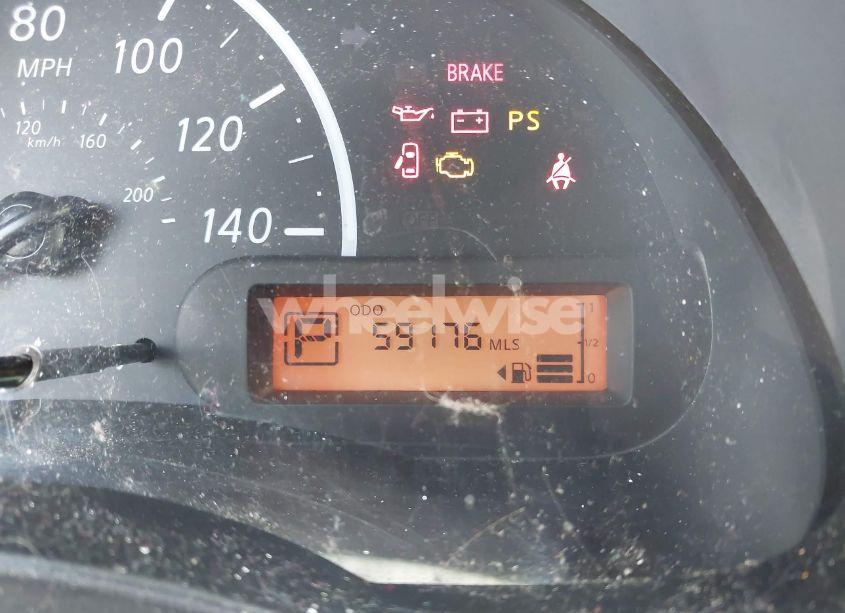 80
MPH
100
BRAKE
120
km/h
160
120
PS
200
140
OFF
wheelwise
ODO
P
59176 MLS
1
1/2
0